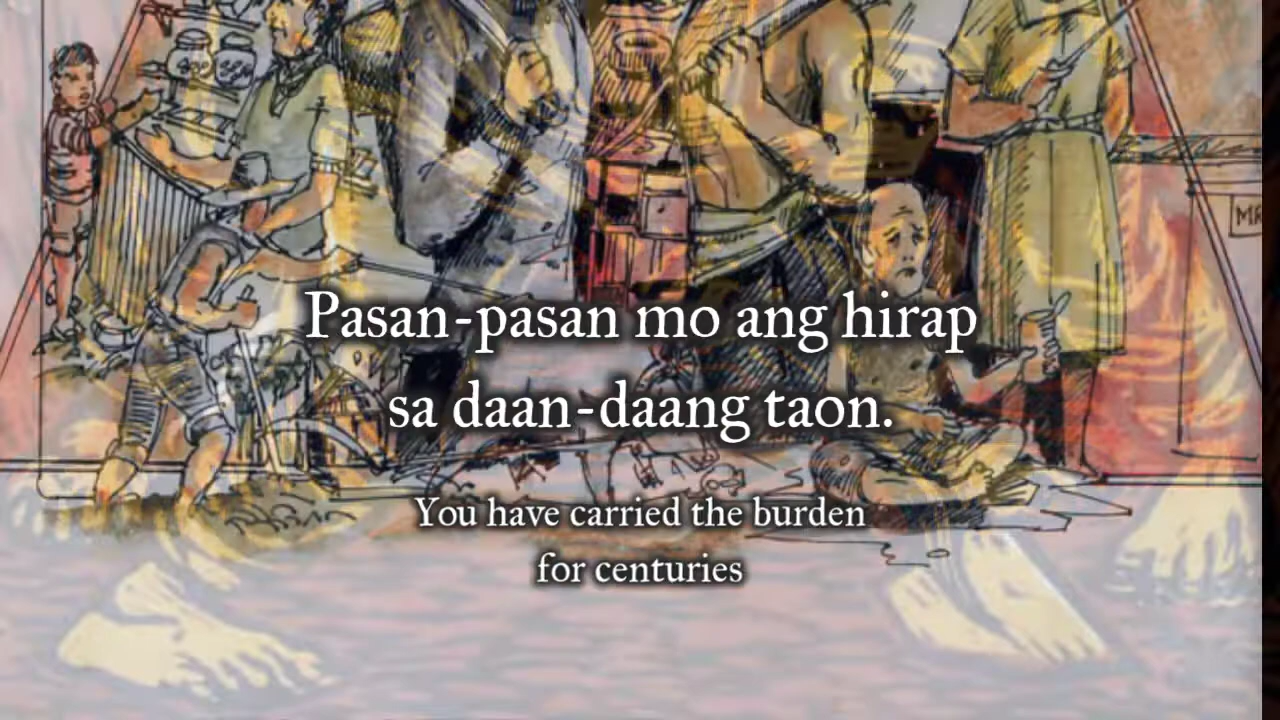 Pasan-pasan mo ang hirap
sa daan-daang taon.
You have carried the burden
for centuries